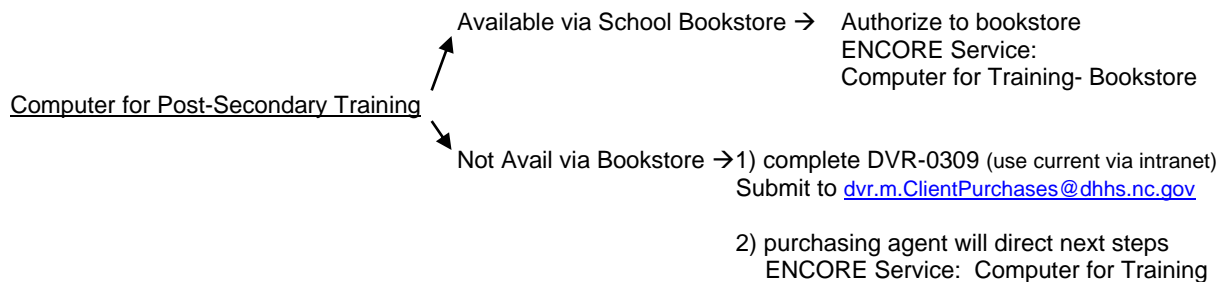 Available via School Bookstore → Authorize to bookstore
ENCORE Service:
Computer for Training- Bookstore
Computer for Post-Secondary Training
Not Avail via Bookstore → 1) complete DVR-0309 (use current via intranet)
Submit to dvr.m.ClientPurchases@dhhs.nc.gov
2) purchasing agent will direct next steps
ENCORE Service: Computer for Training